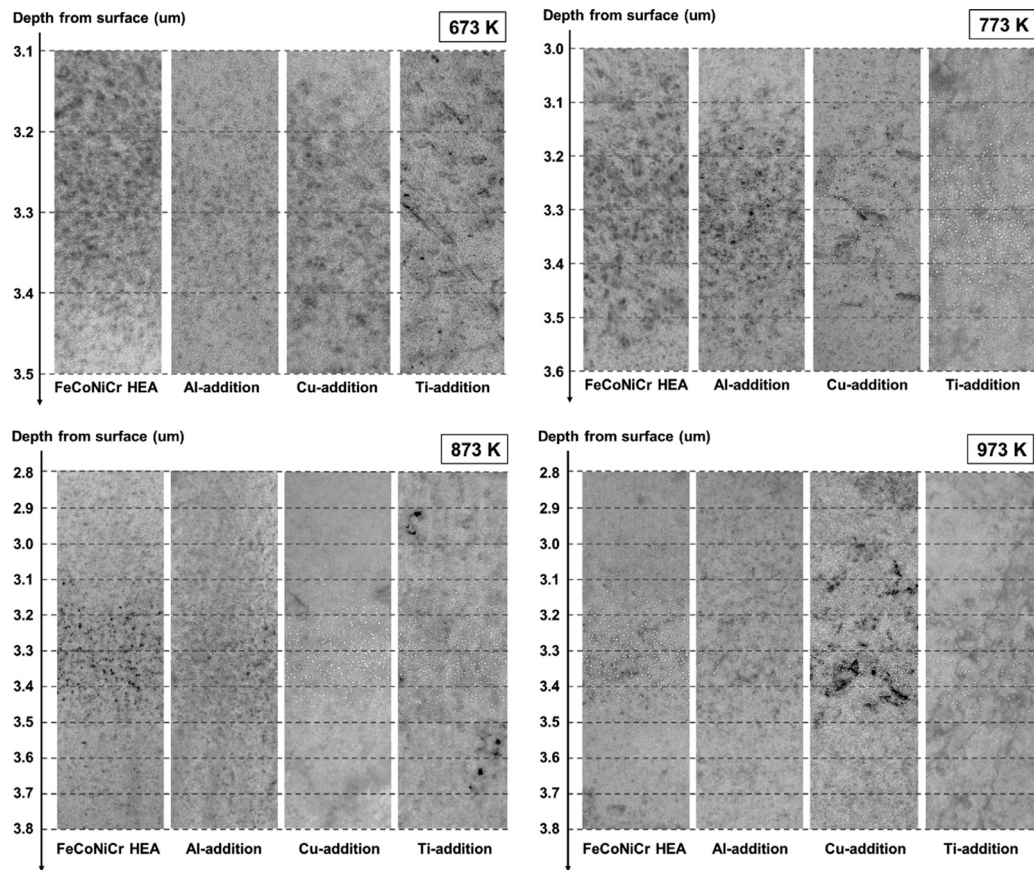 Depth from surface (um)
673 K
3.1
3.2
3.3
3.4
3.5
FeCoNiCr HEA
Al-addition
Cu-addition
Ti-addition
Depth from surface (um)
773 K
3.0
3.1
3.2
3.3
3.4
3.5
3.6
FeCoNiCr HEA
Al-addition
Cu-addition
Ti-addition
Depth from surface (um)
873 K
2.8
2.9
3.0
3.1
3.2
3.3
3.4
3.5
3.6
3.7
3.8
FeCoNiCr HEA
Al-addition
Cu-addition
Ti-addition
Depth from surface (um)
973 K
2.8
2.9
3.0
3.1
3.2
3.3
3.4
3.5
3.6
3.7
3.8
FeCoNiCr HEA
Al-addition
Cu-addition
Ti-addition